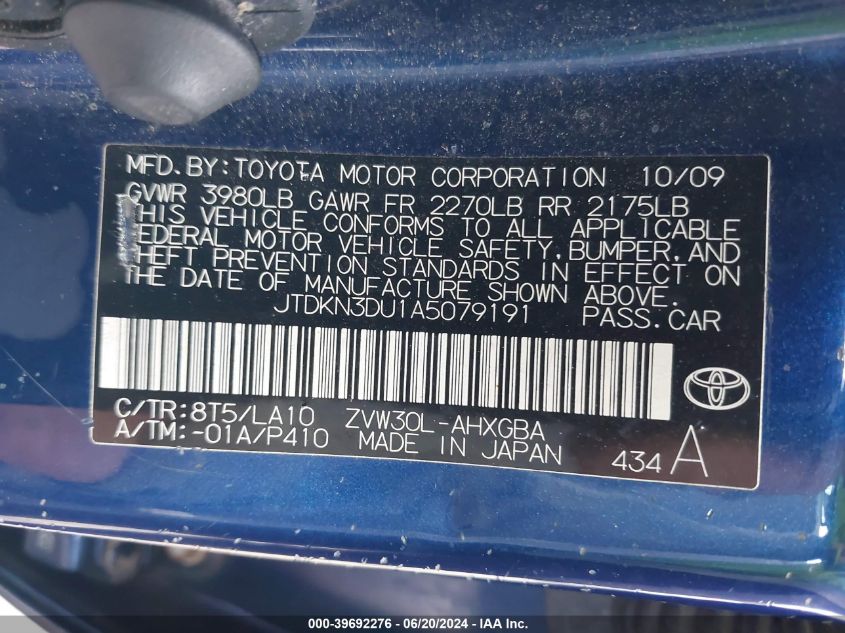 MFD.BY:TOYOTA MOTOR CORPORATION 10/09
GVWR 3980LB GAWR FR 2270LB RR 2175LB
THIS VEHICLE CONFORMS TO ALL APPLICABLE
FEDERAL MOTOR VEHICLE SAFETY,BUMPER,AND
THEFT PREVENTION STANDARDS IN EFFECT ON
THE DATE OF MANUFACTURE SHOWN ABOVE.
JTDKN3DU1A5079191 PASS.CAR
C/TR:8T5/LA10 ZVW30L-AHXGBA
A/TM:-01A/P410 MADE IN JAPAN 434 A
000-39692276 - 06/20/2024 - IAA Inc.